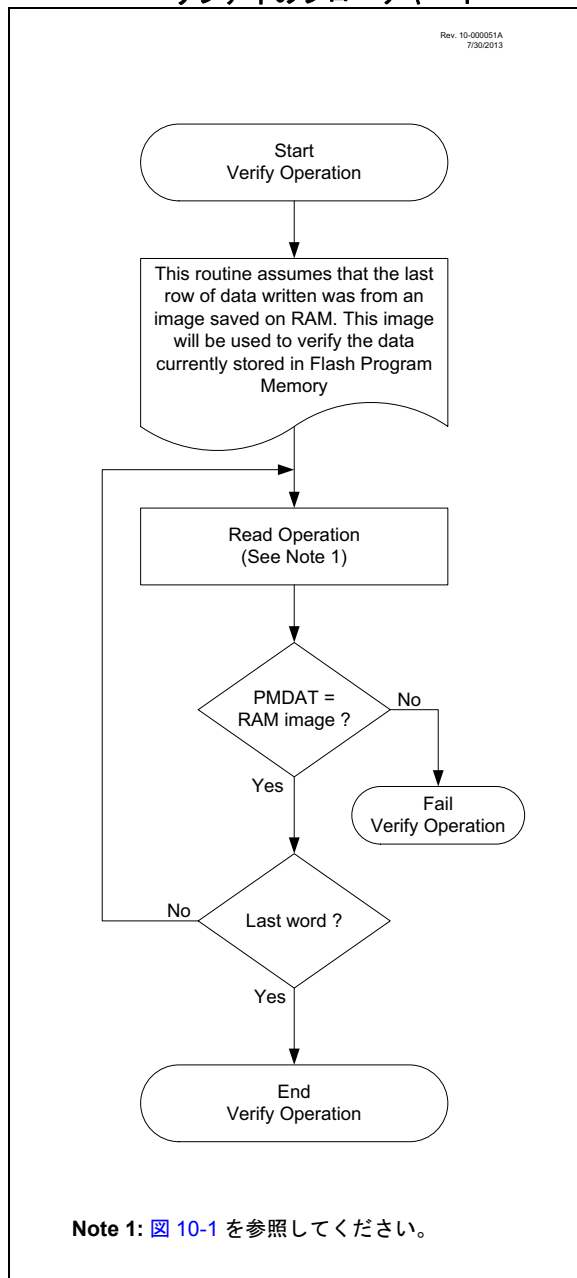 Rev. 10-000051A
7/30/2013
Start
Verify Operation
This routine assumes that the last
row of data written was from an
image saved on RAM. This image
will be used to verify the data
currently stored in Flash Program
Memory
Read Operation
(See Note 1)
PMDAT =
RAM image ?
No
Yes
Fail
Verify Operation
Last word ?
No
Yes
End
Verify Operation
Note 1: 図 10-1 を参照してください。